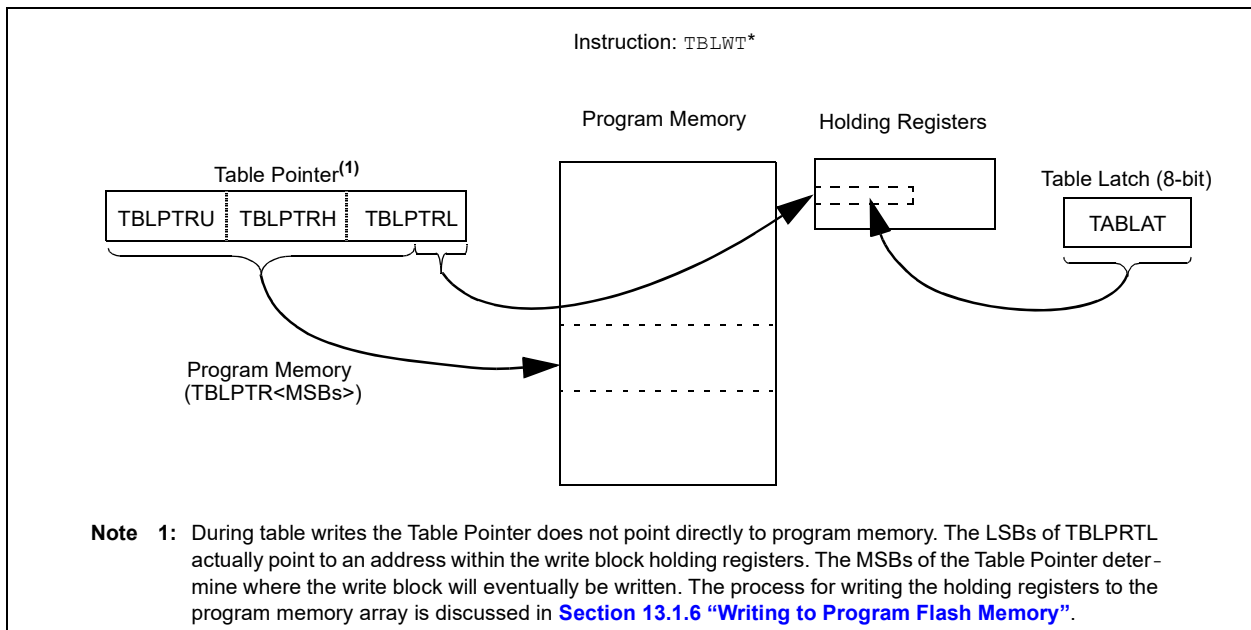 Instruction: TBLWT*
Program Memory
Holding Registers
Table Pointer(1)
Table Latch (8-bit)
TBLPTRU TBLPTRH TBLPTRL
TABLAT
Program Memory
(TBLPTR<MSBs>)
Note 1: During table writes the Table Pointer does not point directly to program memory. The LSBs of TBLPRTL
actually point to an address within the write block holding registers. The MSBs of the Table Pointer deter-
mine where the write block will eventually be written. The process for writing the holding registers to the
program memory array is discussed in Section 13.1.6 “Writing to Program Flash Memory”.